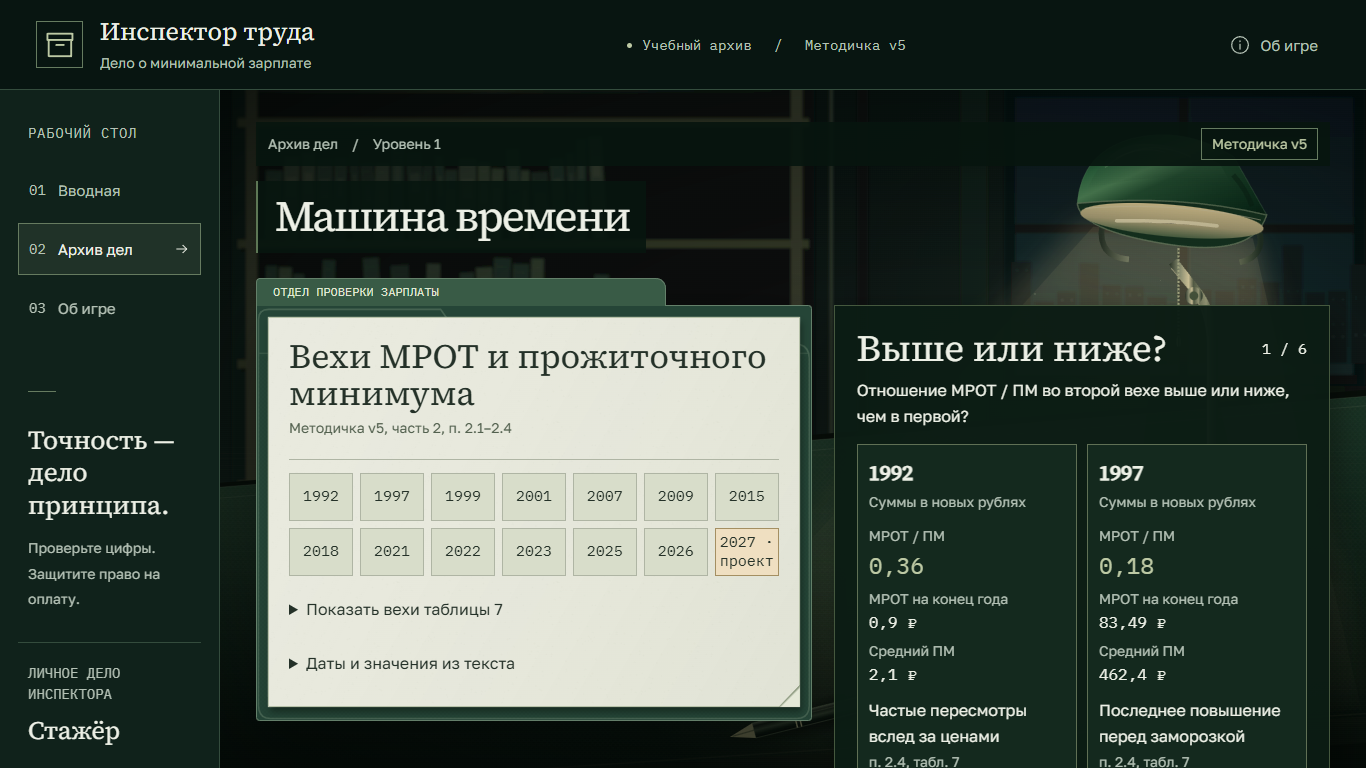 Инспектор труда
Дело о минимальной зарплате
• Учебный архив / Методичка v5
Об игре
РАБОЧИЙ СТОЛ
01 Вводная
02 Архив дел →
03 Об игре
Точность —
дело
принципа.
Проверьте цифры.
Защитите право на
оплату.
ЛИЧНОЕ ДЕЛО
ИНСПЕКТОРА
Стажёр
Архив дел / Уровень 1
Методичка v5
Машина времени
ОТДЕЛ ПРОВЕРКИ ЗАРПЛАТЫ
Вехи МРОТ и прожиточного
минимума
Методичка v5, часть 2, п. 2.1–2.4
1992 1997 1999 2001 2007 2009 2015
2018 2021 2022 2023 2025 2026 2027 ·
проект
Показать вехи таблицы 7
Даты и значения из текста
Выше или ниже?
1 / 6
Отношение МРОТ / ПМ во второй вехе выше или ниже,
чем в первой?
1992
Суммы в новых рублях
МРОТ / ПМ
0,36
МРОТ на конец года
0,9 ₽
Средний ПМ
2,1 ₽
Частые пересмотры
вслед за ценами
п. 2.4, табл. 7
1997
Суммы в новых рублях
МРОТ / ПМ
0,18
МРОТ на конец года
83,49 ₽
Средний ПМ
462,4 ₽
Последнее повышение
перед заморозкой
п. 2.4, табл. 7